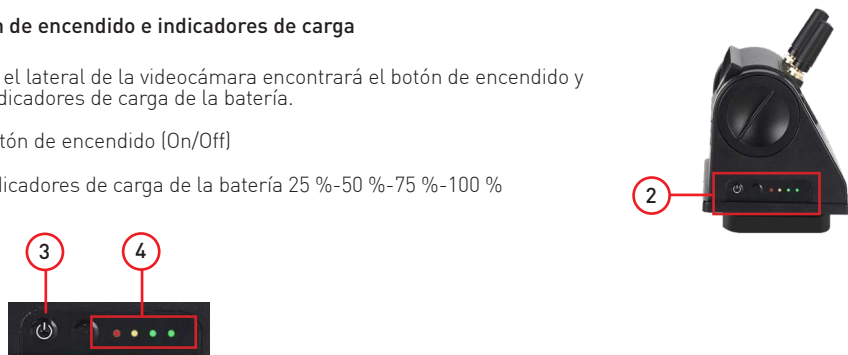 de encendido e indicadores de carga
el lateral de la videocámara encontrará el botón de encendido y
dicadores de carga de la batería.
tón de encendido (On/Off)
dicadores de carga de la batería 25 %-50 %-75 %-100 %
2
3
4